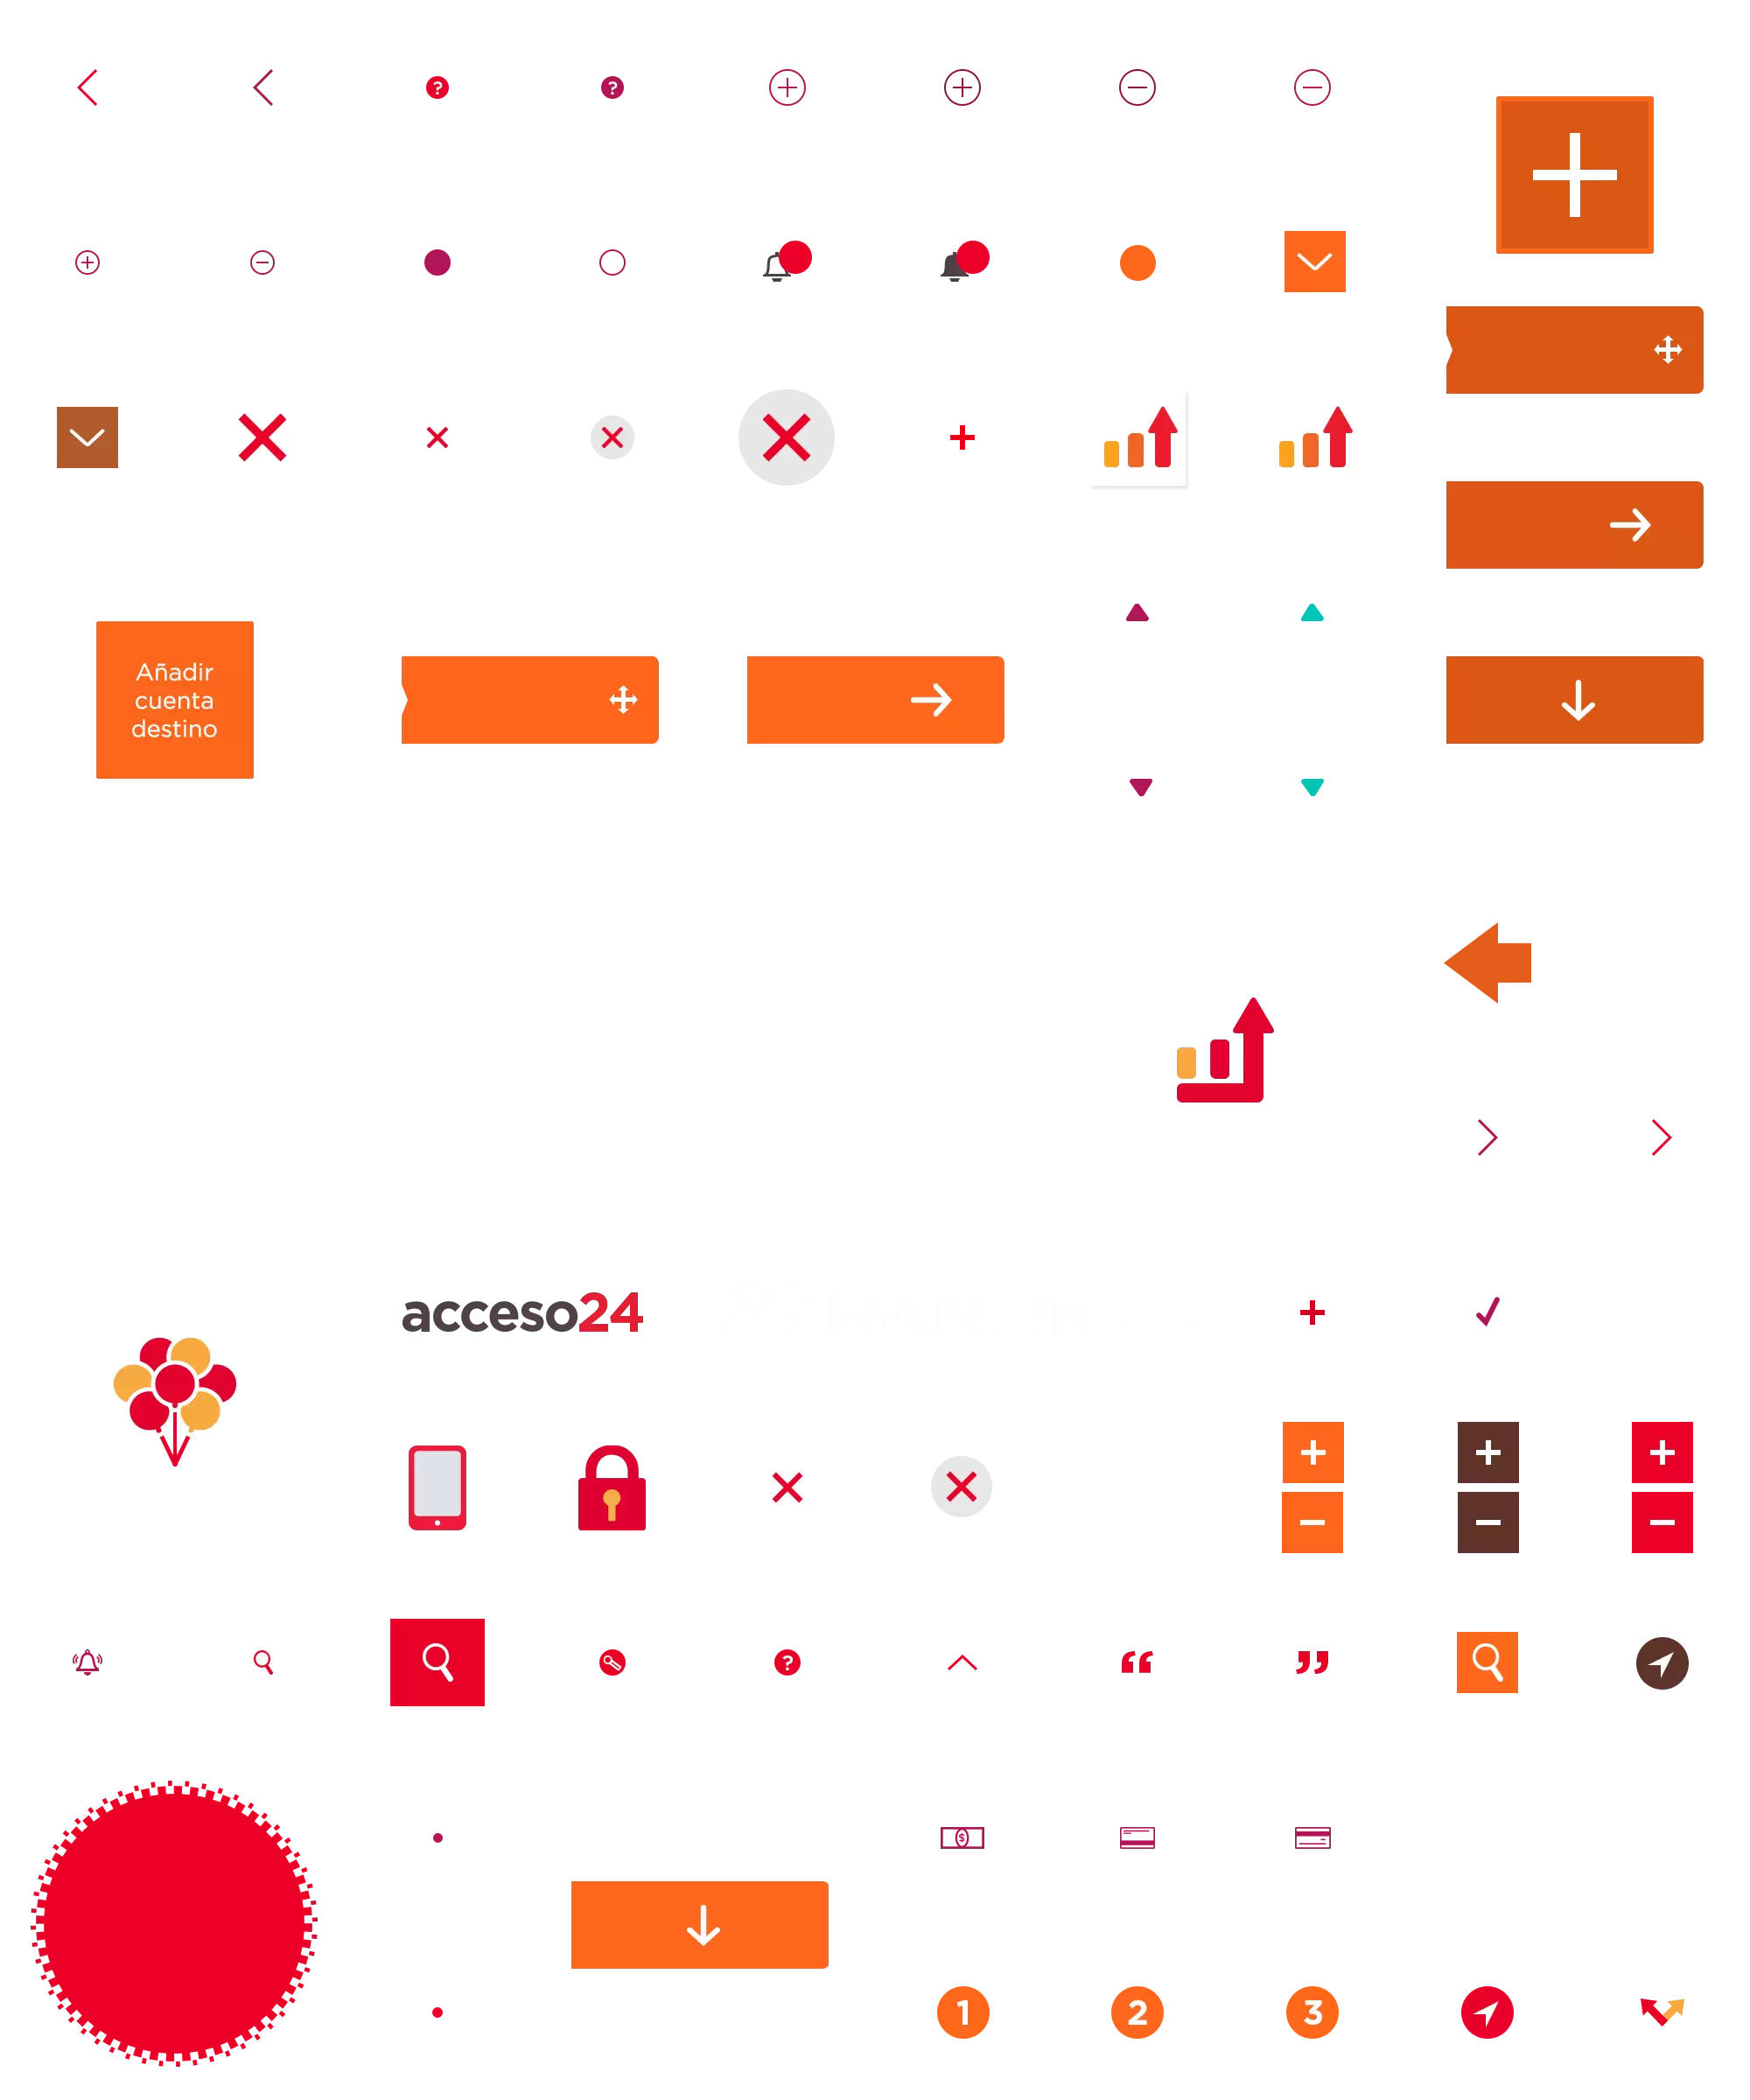 ?
?
Añadir
cuenta
destino
acceso24
?
“
”
$
1
2
3